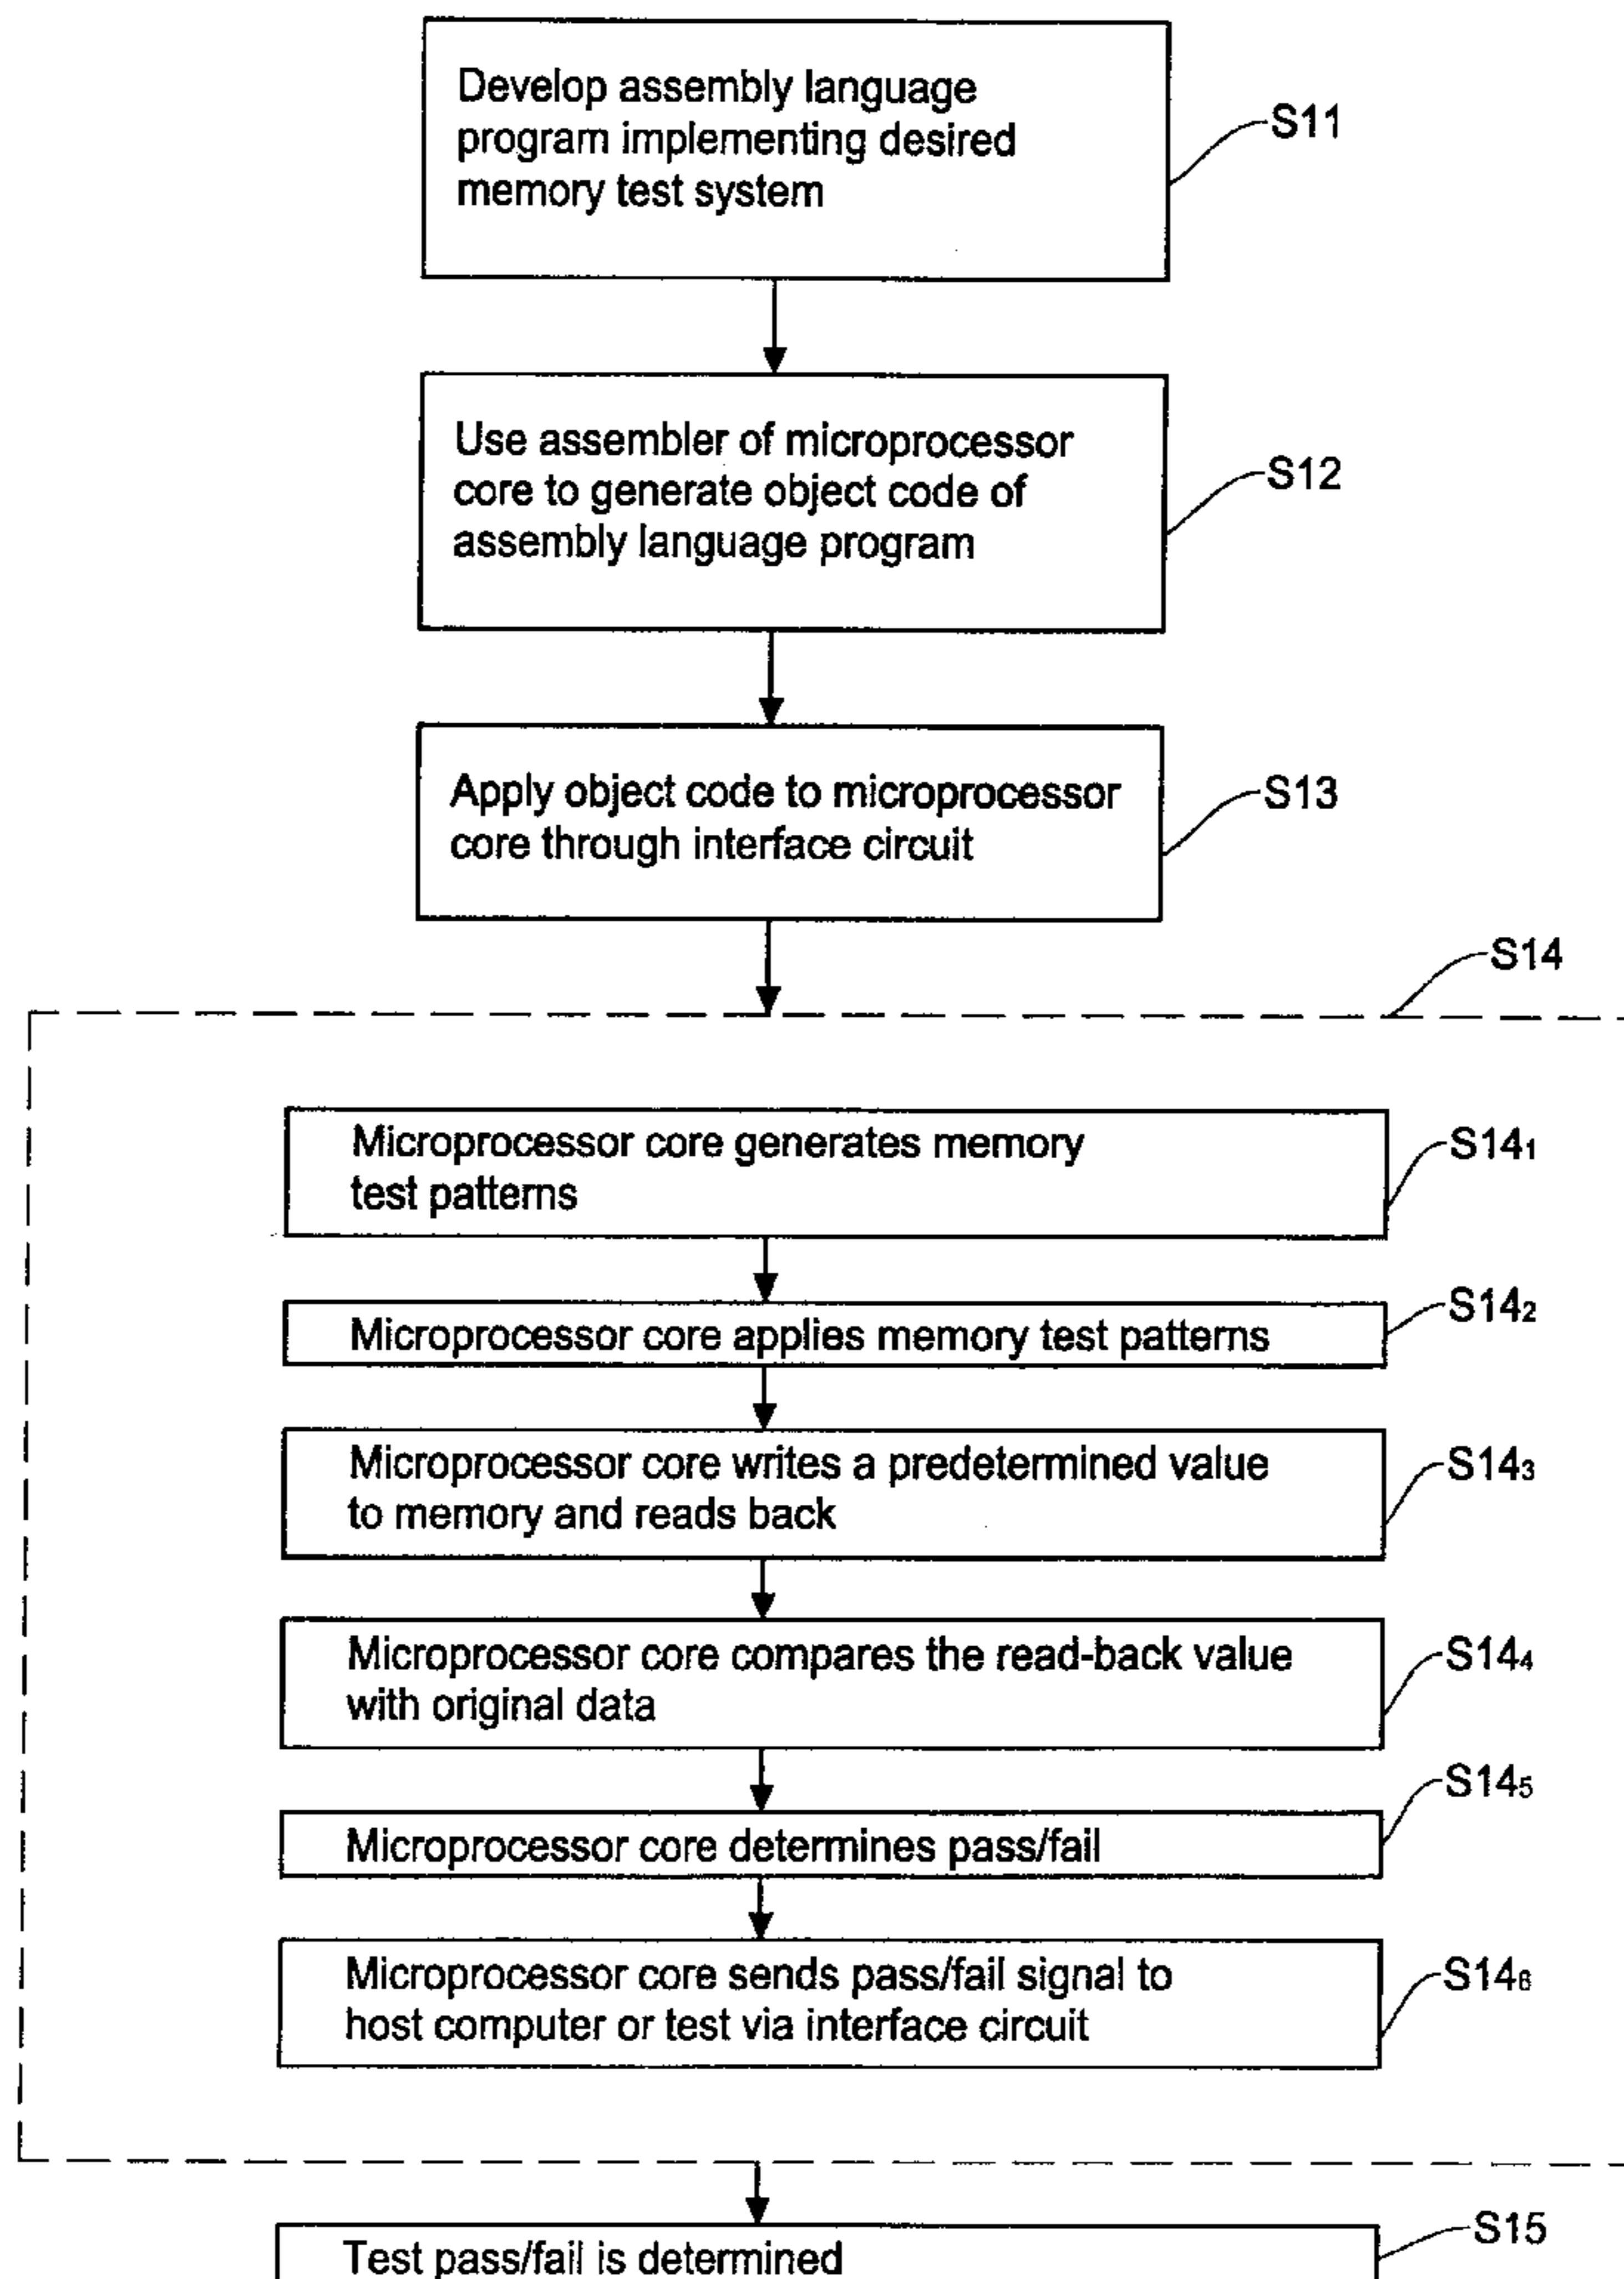 Develop assembly language
program implementing desired
memory test system
S11
Use assembler of microprocessor
core to generate object code of
assembly language program
S12
Apply object code to microprocessor
core through interface circuit
S13
S14
Microprocessor core generates memory
test patterns
S14₁
Microprocessor core applies memory test patterns
S14₂
Microprocessor core writes a predetermined value
to memory and reads back
S14₃
Microprocessor core compares the read-back value
with original data
S14₄
Microprocessor core determines pass/fail
S14₅
Microprocessor core sends pass/fail signal to
host computer or test via interface circuit
S14₆
Test pass/fail is determined
S15